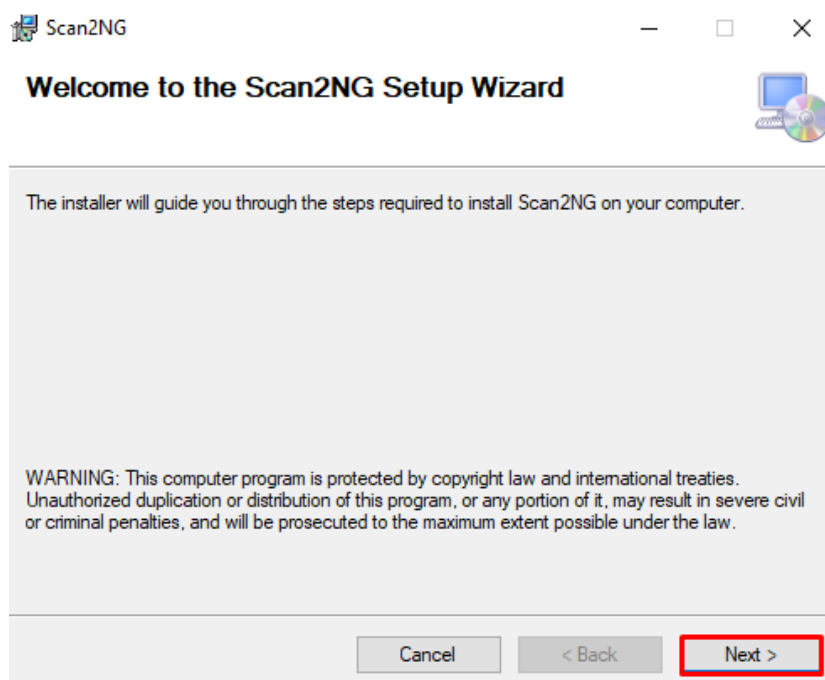 Scan2NG
Welcome to the Scan2NG Setup Wizard
The installer will guide you through the steps required to install Scan2NG on your computer.
WARNING: This computer program is protected by copyright law and international treaties.
Unauthorized duplication or distribution of this program, or any portion of it, may result in severe civil
or criminal penalties, and will be prosecuted to the maximum extent possible under the law.
Cancel
< Back
Next >